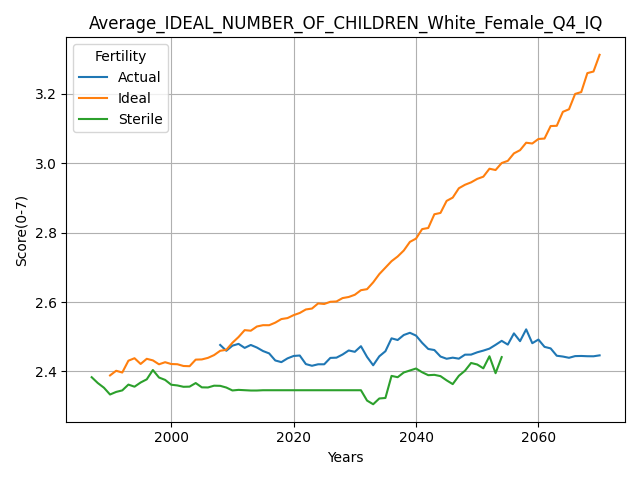 Average_IDEAL_NUMBER_OF_CHILDREN_White_Female_Q4_IQ
Fertility
Actual
Ideal
Sterile
Score(0-7)
3.2
3.0
2.8
2.6
2.4
2000
2020
2040
2060
Years